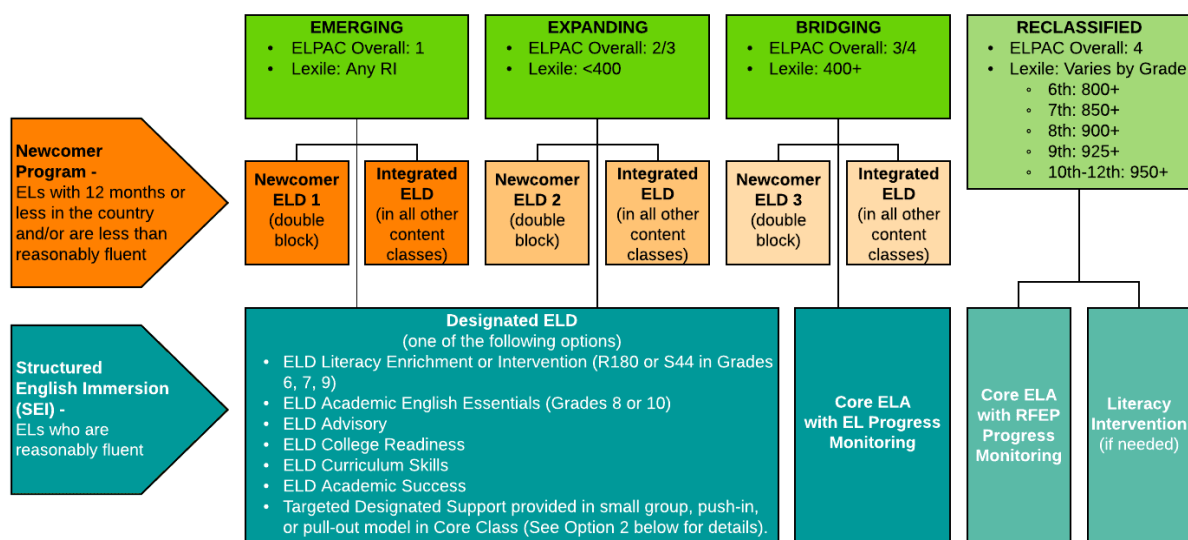 EMERGING
• ELPAC Overall: 1
• Lexile: Any RI
EXPANDING
• ELPAC Overall: 2/3
• Lexile: <400
BRIDGING
• ELPAC Overall: 3/4
• Lexile: 400+
RECLASSIFIED
• ELPAC Overall: 4
• Lexile: Varies by Grade
◦ 6th: 800+
◦ 7th: 850+
◦ 8th: 900+
◦ 9th: 925+
◦ 10th-12th: 950+
Newcomer
Program -
ELs with 12 months or
less in the country
and/or are less than
reasonably fluent
Newcomer
ELD 1
(double
block)
Integrated
ELD
(in all other
content
classes)
Newcomer
ELD 2
(double
block)
Integrated
ELD
(in all other
content
classes)
Newcomer
ELD 3
(double
block)
Integrated
ELD
(in all other
content
classes)
Structured
English Immersion
(SEI) -
ELs who are
reasonably fluent
Designated ELD
(one of the following options)
• ELD Literacy Enrichment or Intervention (R180 or S44 in Grades
6, 7, 9)
• ELD Academic English Essentials (Grades 8 or 10)
• ELD Advisory
• ELD College Readiness
• ELD Curriculum Skills
• ELD Academic Success
• Targeted Designated Support provided in small group, push-in,
or pull-out model in Core Class (See Option 2 below for details).
Core ELA
with EL Progress
Monitoring
Core ELA
with RFEP
Progress
Monitoring
Literacy
Intervention
(if needed)